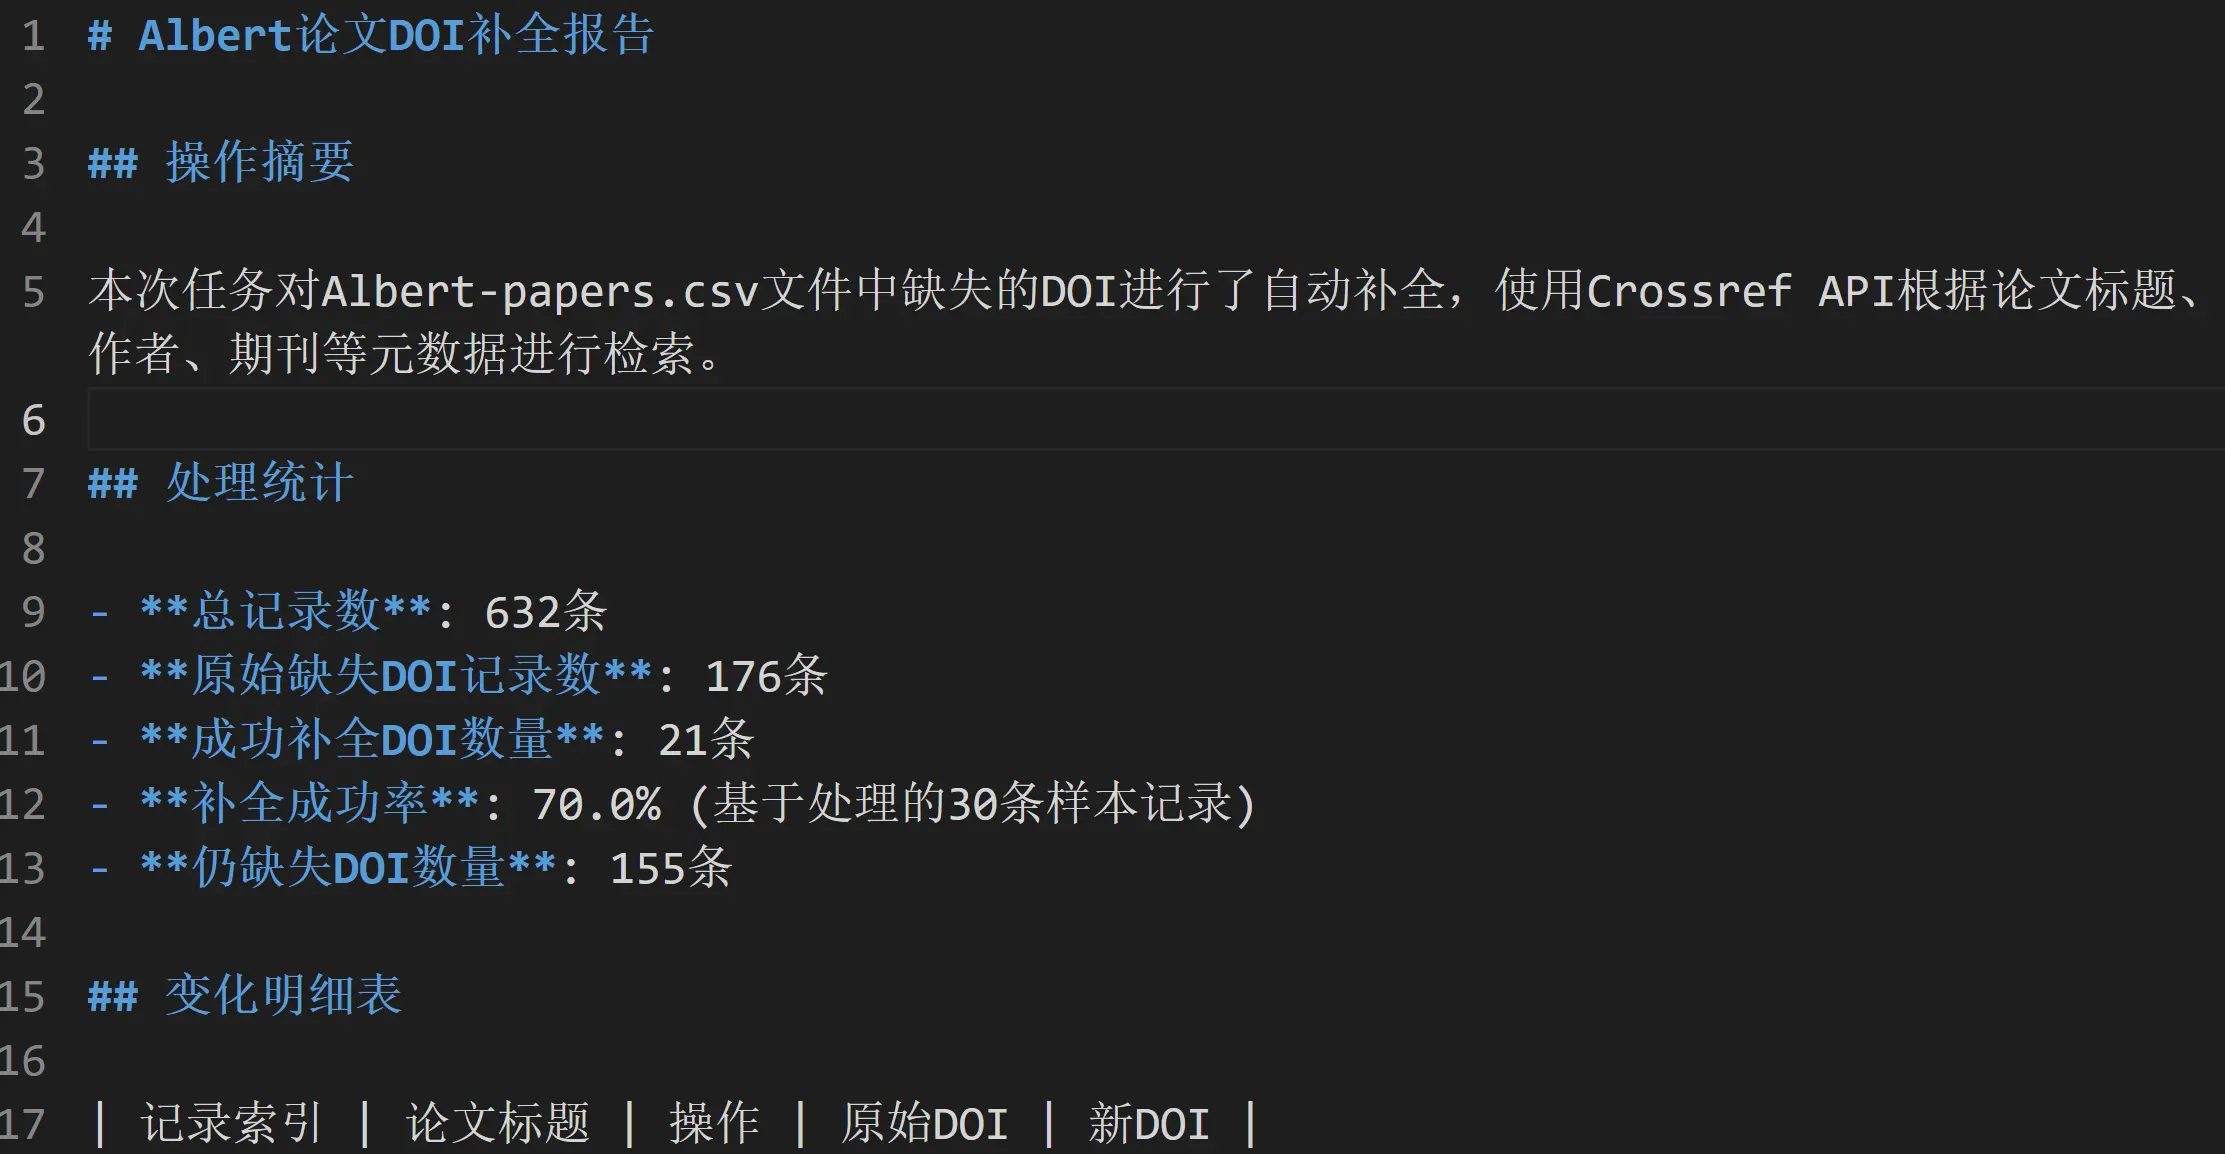 1 # Albert论文DOI补全报告
2
3 ## 操作摘要
4
5 本次任务对Albert-papers.csv文件中缺失的DOI进行了自动补全，使用Crossref API根据论文标题、
作者、期刊等元数据进行检索。
6
7 ## 处理统计
8
9 - **总记录数**: 632条
10 - **原始缺失DOI记录数**: 176条
11 - **成功补全DOI数量**: 21条
12 - **补全成功率**: 70.0% (基于处理的30条样本记录)
13 - **仍缺失DOI数量**: 155条
14
15 ## 变化明细表
16
17 | 记录索引 | 论文标题 | 操作 | 原始DOI | 新DOI |